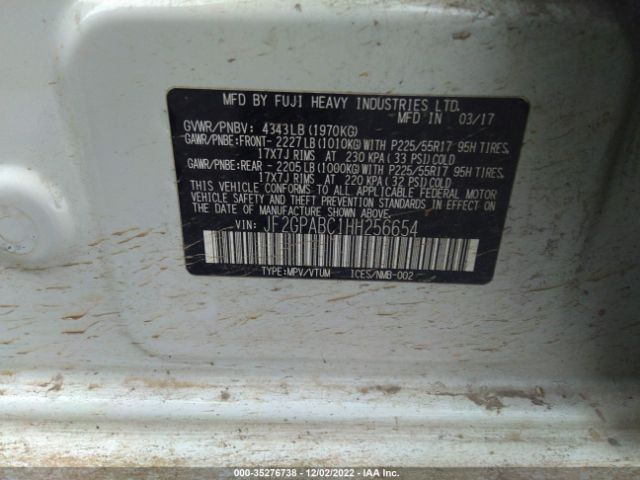 MFD BY FUJI HEAVY INDUSTRIES LTD.
MFD IN 03/17
GVWR/PNBV: 4343LB (1970KG)
GAWR/PNBE:FRONT- 2227LB (1010KG)WITH P225/55R17 95H TIRES,
17X7J RIMS AT 230 KPA(33 PSI)COLD
GAWR/PNBE:REAR - 2205LB (1000KG)WITH P225/55R17 95H TIRES,
17X7J RIMS AT 220 KPA(32 PSI)COLD
THIS VEHICLE CONFORMS TO ALL APPLICABLE FEDERAL MOTOR
VEHICLE SAFETY AND THEFT PREVENTION STANDARDS IN EFFECT
ON THE DATE OF MANUFACTURE SHOWN ABOVE.
VIN: JF2GPABC1HH256654
TYPE:MPV/VTUM ICES/NMB-002
000-35276738 - 12/02/2022 - IAA Inc.